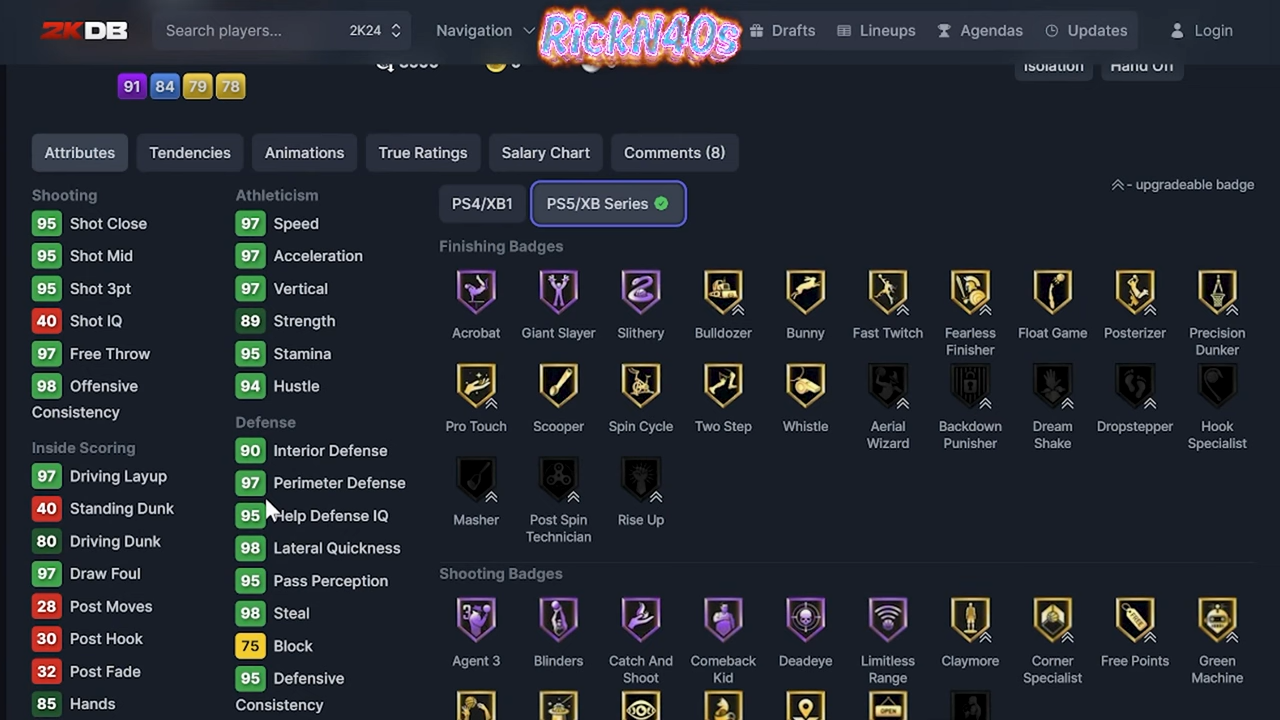 2KDB
Search players...
2K24
Navigation
RickN40s
Drafts
Lineups
Agendas
Updates
Login
91 84 79 78
Isolation
Hand Off
Attributes
Tendencies
Animations
True Ratings
Salary Chart
Comments (8)
- upgradeable badge
Shooting
95 Shot Close
95 Shot Mid
95 Shot 3pt
40 Shot IQ
97 Free Throw
98 Offensive
Consistency
Inside Scoring
97 Driving Layup
40 Standing Dunk
80 Driving Dunk
97 Draw Foul
28 Post Moves
30 Post Hook
32 Post Fade
85 Hands
Athleticism
97 Speed
97 Acceleration
97 Vertical
89 Strength
95 Stamina
94 Hustle
Defense
90 Interior Defense
97 Perimeter Defense
95 Help Defense IQ
98 Lateral Quickness
95 Pass Perception
98 Steal
75 Block
95 Defensive
Consistency
PS4/XB1
PS5/XB Series
Finishing Badges
Acrobat
Giant Slayer
Slithery
Bulldozer
Bunny
Fast Twitch
Fearless
Finisher
Float Game
Posterizer
Precision
Dunker
Pro Touch
Scooper
Spin Cycle
Two Step
Whistle
Aerial
Wizard
Backdown
Punisher
Dream
Shake
Dropstepper
Hook
Specialist
Masher
Post Spin
Technician
Rise Up
Shooting Badges
Agent 3
Blinders
Catch And
Shoot
Comeback
Kid
Deadeye
Limitless
Range
Claymore
Corner
Specialist
Free Points
Green
Machine